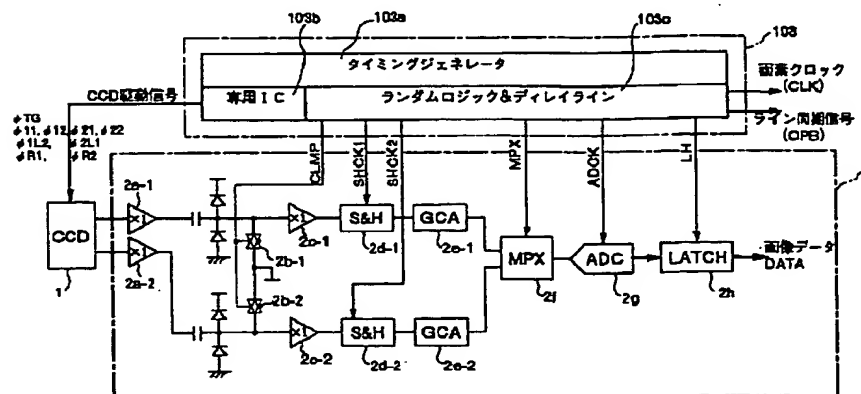 103b
103a
103c
103
タイミングジェネレータ
専用IC
ランダムロジック&ディレイライン
画素クロック
(CLK)
ライン同期信号
(OPB)
CCD駆動信号
φTG
φ11, φ12, φ21, φ22
φ1L2, φ2L1
φR1, φR2
CLMP
SHCK1
SHCK2
MPX
ADCK
LH
2a-1
CCD
1
2a-2
×1
×1
2b-1
2b-2
×1
2c-1
S&H
2d-1
GCA
2e-1
MPX
2f
ADC
2g
LATCH
2h
画像データ
DATA
×1
2c-2
S&H
2d-2
GCA
2e-2